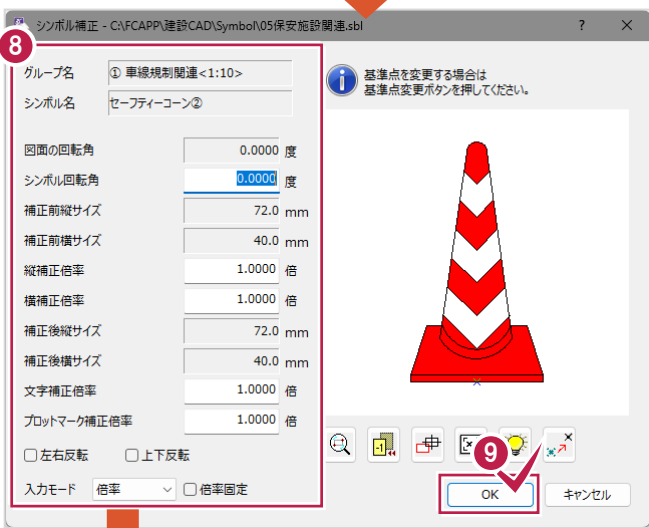 シンボル補正 - C:\FCAPP\建設CAD\Symbol\05保安施設関連.sbl
?
8
グループ名 ① 車線規制関連<1:10>
シンボル名 セーフティーコーン②
図面の回転角 0.0000 度
シンボル回転角 0.0000 度
補正前縦サイズ 72.0 mm
補正前横サイズ 40.0 mm
縦補正倍率 1.0000 倍
横補正倍率 1.0000 倍
補正後縦サイズ 72.0 mm
補正後横サイズ 40.0 mm
文字補正倍率 1.0000 倍
プロットマーク補正倍率 1.0000 倍
左右反転 上下反転
入力モード 倍率 倍率固定
基準点を変更する場合は
基準点変更ボタンを押してください。
-1
9
OK キャンセル